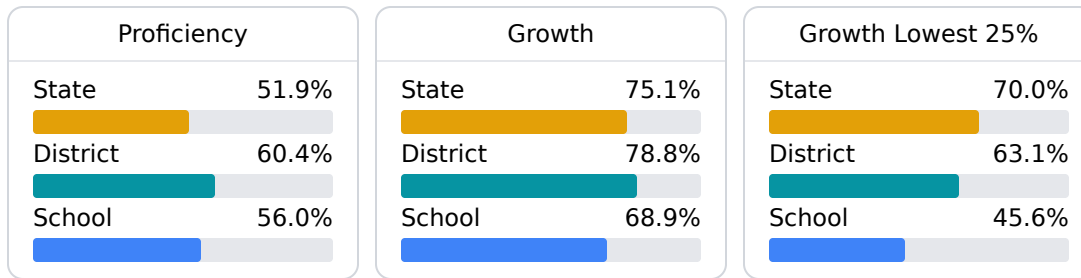 Proficiency
State 51.9%
District 60.4%
School 56.0%
Growth
State 75.1%
District 78.8%
School 68.9%
Growth Lowest 25%
State 70.0%
District 63.1%
School 45.6%